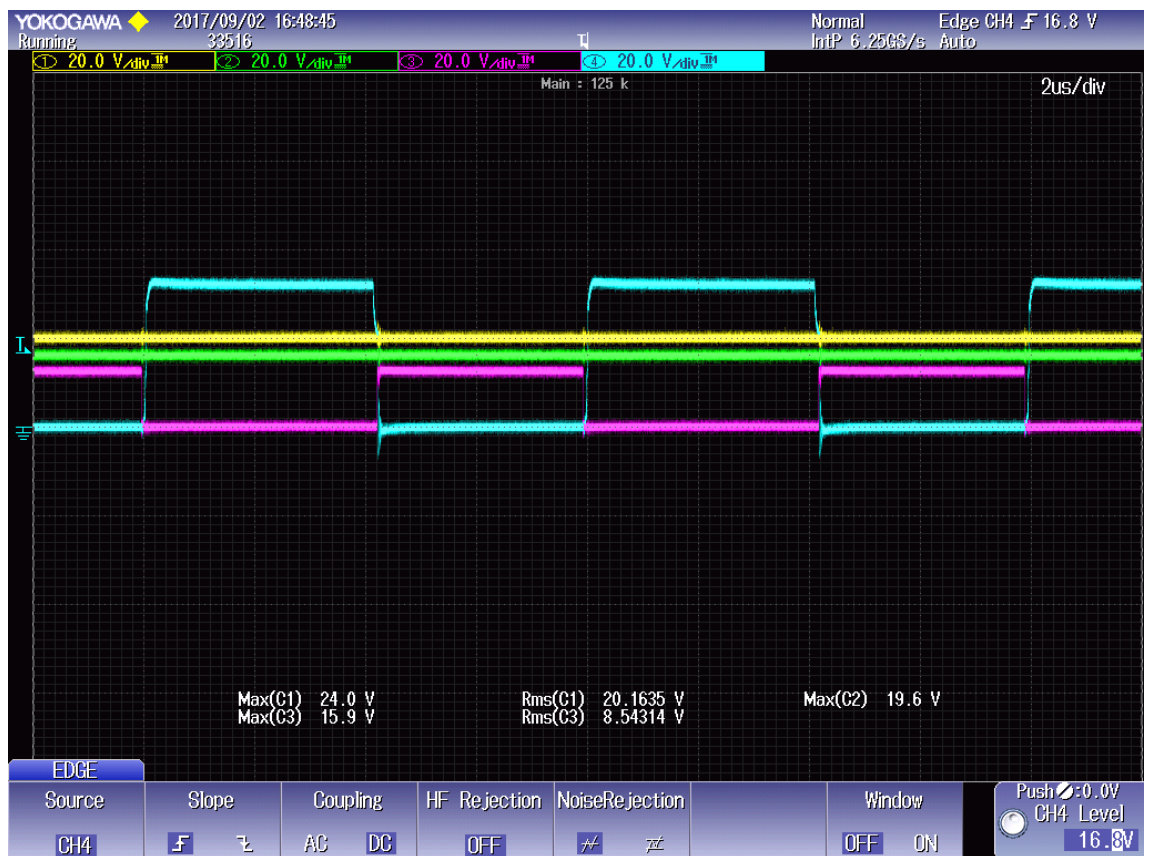 YOKOGAWA 2017/09/02 16:48:45 Normal Edge CH4 16.8 V
Running 33516 IntP 6.25GS/s Auto
1 20.0 V/div 1M 2 20.0 V/div 1M 3 20.0 V/div 1M 4 20.0 V/div 1M
Main : 125 k
2us/div
T
Max(C1) 24.0 V Rms(C1) 20.1635 V Max(C2) 19.6 V
Max(C3) 15.9 V Rms(C3) 8.54314 V
EDGE
Source Slope Coupling HF Rejection NoiseRejection Window Push:0.0V
CH4 Level
CH4 AC DC OFF OFF ON 16.8V